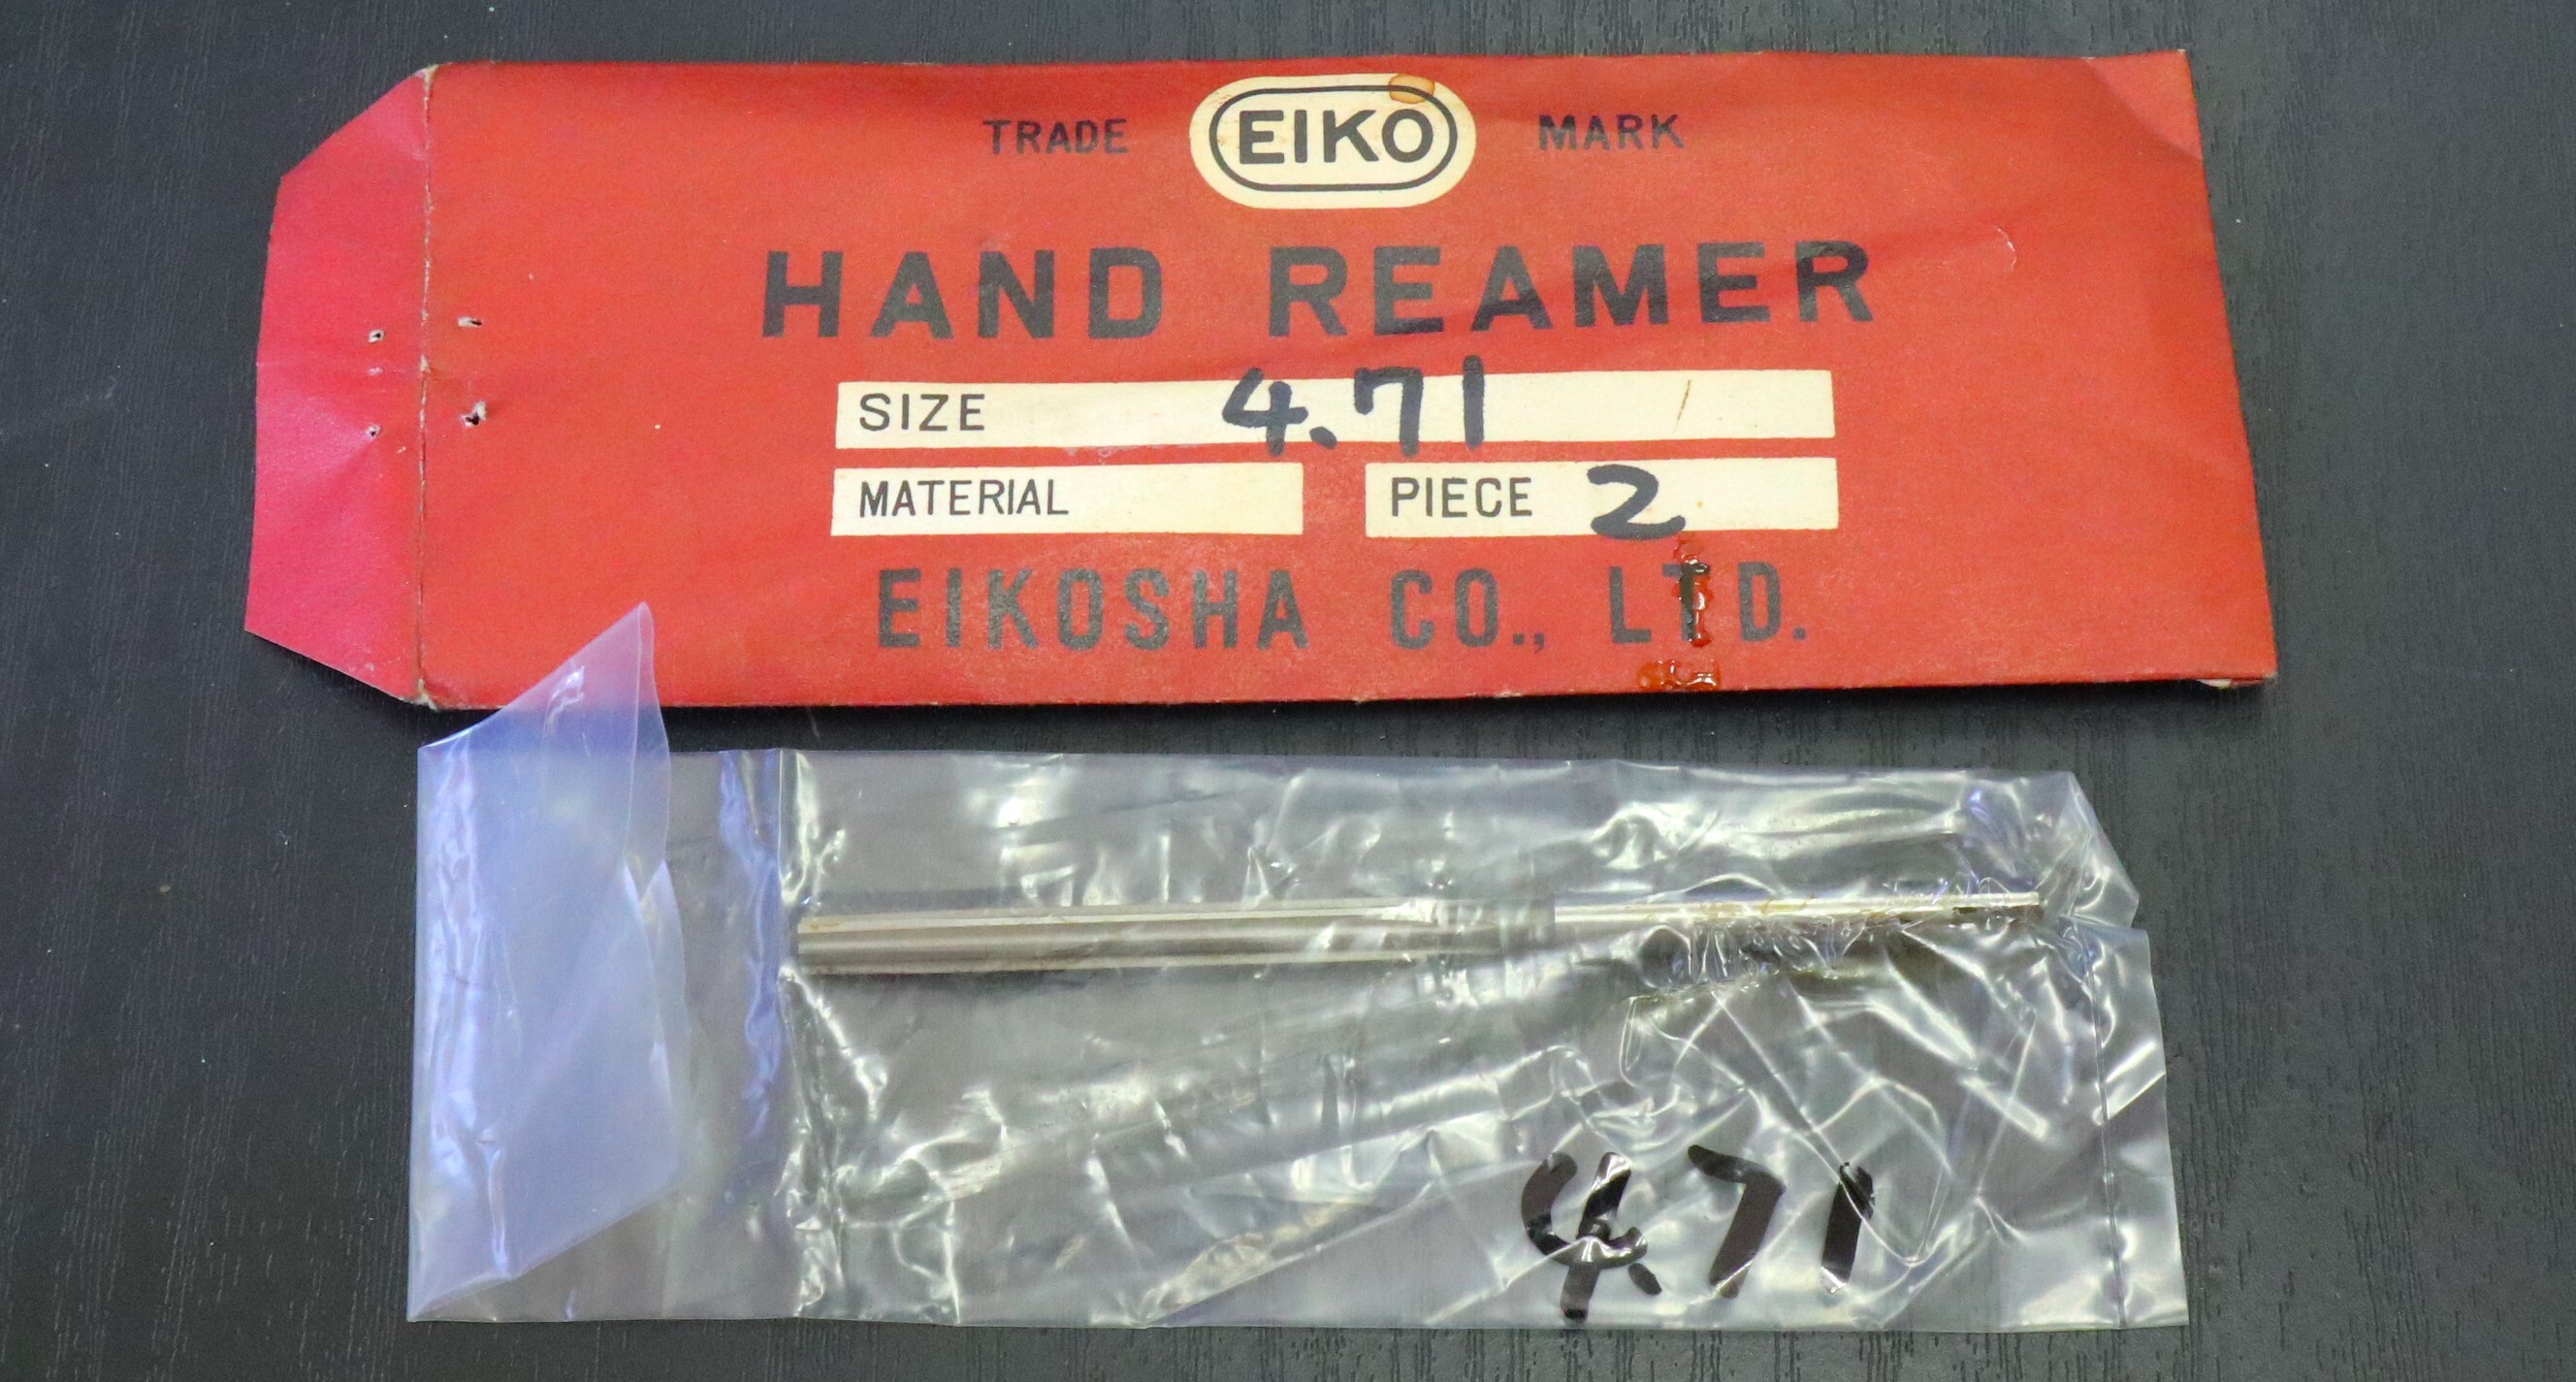 TRADE EIKO MARK
HAND REAMER
SIZE 4.71
MATERIAL PIECE 2
EIKOSHA CO., LTD.
4.71